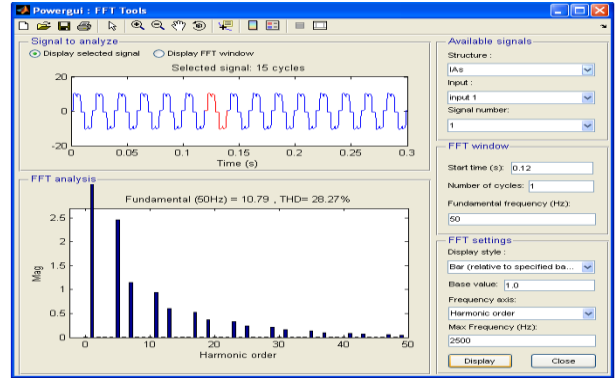 Powergui : FFT Tools
Signal to analyze
Display selected signal
Display FFT window
Selected signal: 15 cycles
20
0
-20
0
0.05
0.1
0.15
0.2
0.25
0.3
Time (s)
FFT analysis
Fundamental (50Hz) = 10.79 , THD= 28.27%
2.5
2
1.5
1
0.5
0
Mag
0
10
20
30
40
50
Harmonic order
Available signals
Structure :
IAs
Input :
input 1
Signal number:
1
FFT window
Start time (s): 0.12
Number of cycles: 1
Fundamental frequency (Hz):
50
FFT settings
Display style :
Bar (relative to specified ba...
Base value: 1.0
Frequency axis:
Harmonic order
Max Frequency (Hz):
2500
Display
Close